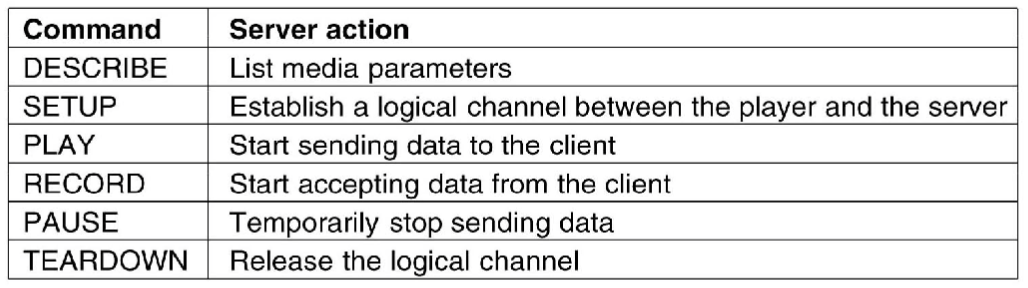 Command Server action
DESCRIBE List media parameters
SETUP Establish a logical channel between the player and the server
PLAY Start sending data to the client
RECORD Start accepting data from the client
PAUSE Temporarily stop sending data
TEARDOWN Release the logical channel